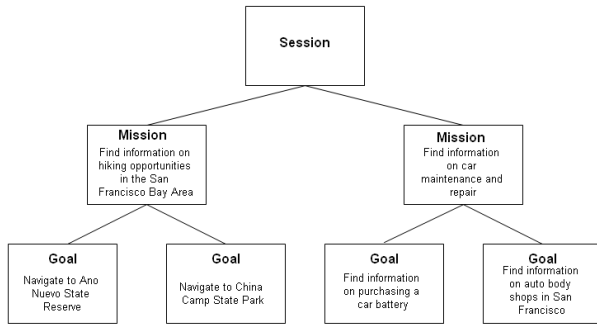 Session
Mission
Find information on
hiking opportunities
in the San
Francisco Bay Area
Mission
Find information
on car
maintenance and
repair
Goal
Navigate to Ano
Nuevo State
Reserve
Goal
Navigate to China
Camp State Park
Goal
Find information
on purchasing a
car battery
Goal
Find information
on auto body
shops in San
Francisco